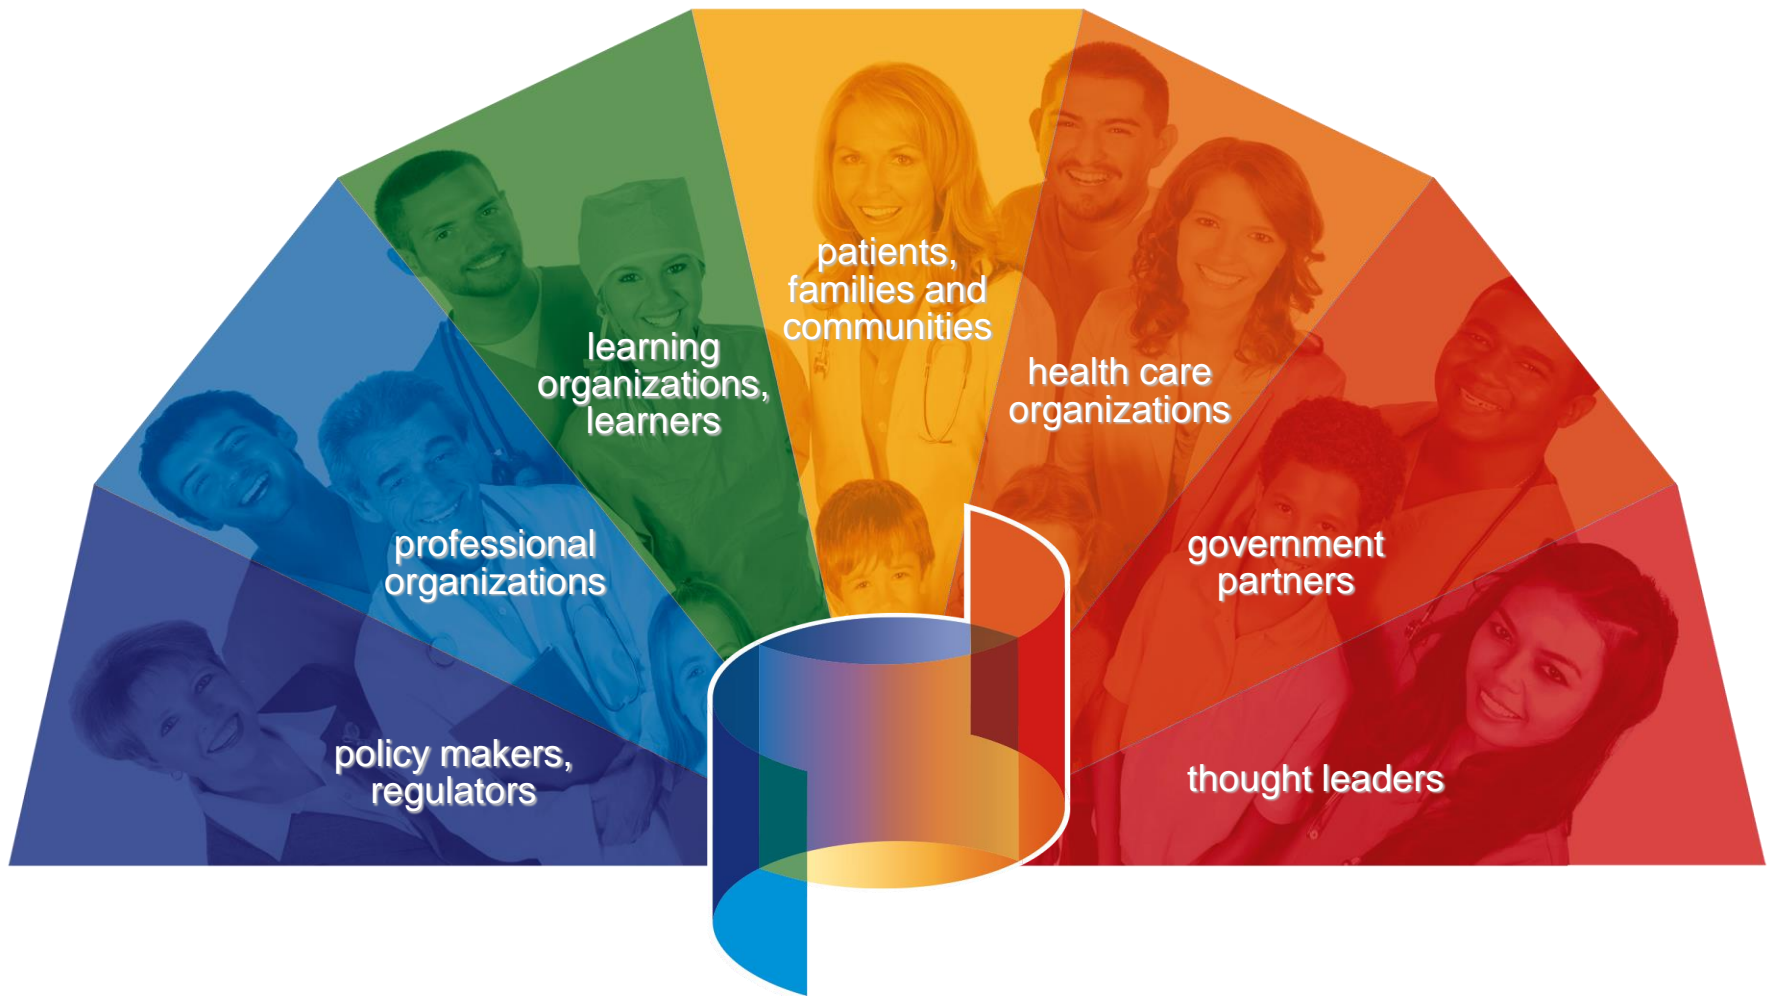 patients,
families and
communities
learning
organizations,
learners
health care
organizations
professional
organizations
government
partners
policy makers,
regulators
thought leaders